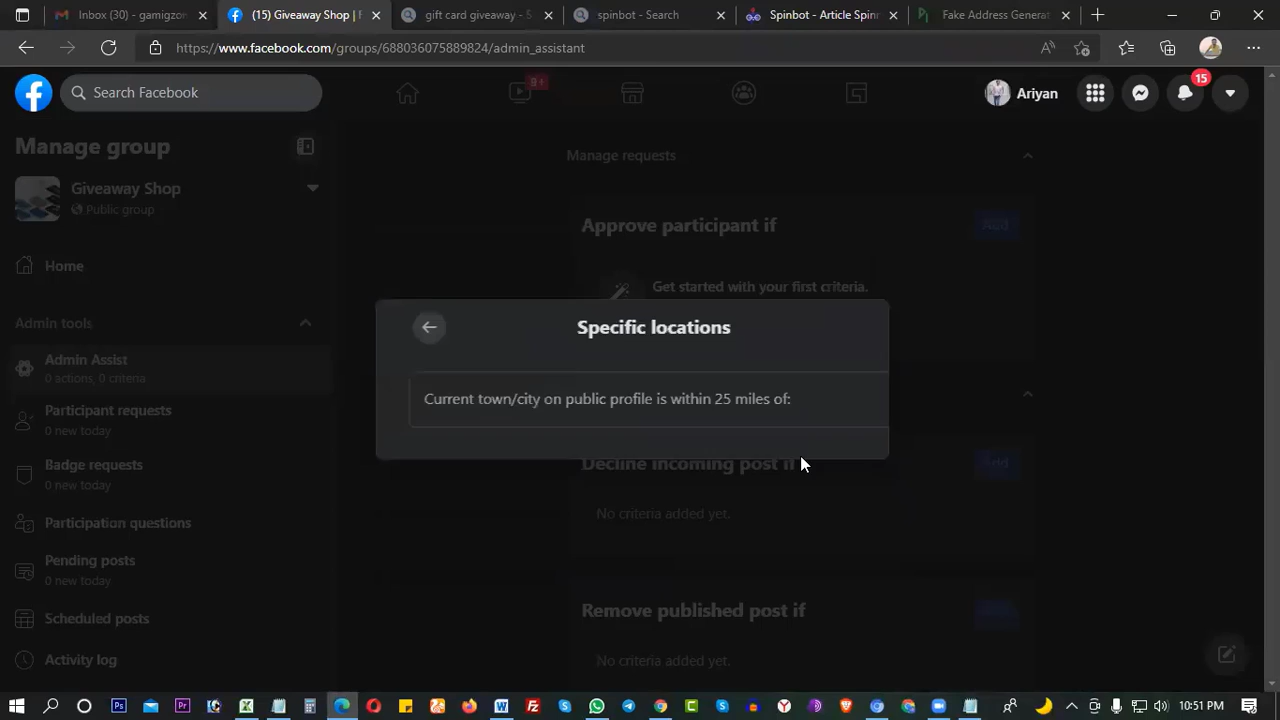 Inbox (30) - gamigzon
(15) Giveaway Shop | F
gift card giveaway - S
spinbot - Search
Spinbot - Article Spinn
Fake Address Generat
https://www.facebook.com/groups/688036075889824/admin_assistant
Search Facebook
9+
Ariyan
15
Manage group
Giveaway Shop
Public group
Home
Admin tools
Admin Assist
0 actions, 0 criteria
Participant requests
0 new today
Badge requests
0 new today
Participation questions
Pending posts
0 new today
Scheduled posts
Activity log
Manage requests
Approve participant if
Add
Get started with your first criteria.
Specific locations
Current town/city on public profile is within 25 miles of:
Decline incoming post if
Add
No criteria added yet.
Remove published post if
No criteria added yet.
10:51 PM